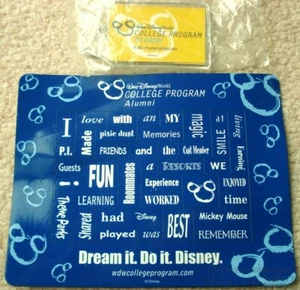 Walt Disney World
COLLEGE PROGRAM
ALUMNI
Walt Disney World
COLLEGE PROGRAM
Alumni
I love with an MY magic living
Made pixie dust Memories SMILE at
P.I. FRIENDS and the Cast Member Earning
Guests ! FUN Roommates a RESORTS WE
Theme Parks LEARNING Experience WORKED ENJOYED time
Shared had Disney BEST Mickey Mouse
played was REMEMBER
Dream it. Do it. Disney.
wdwcollegeprogram.com
© Disney